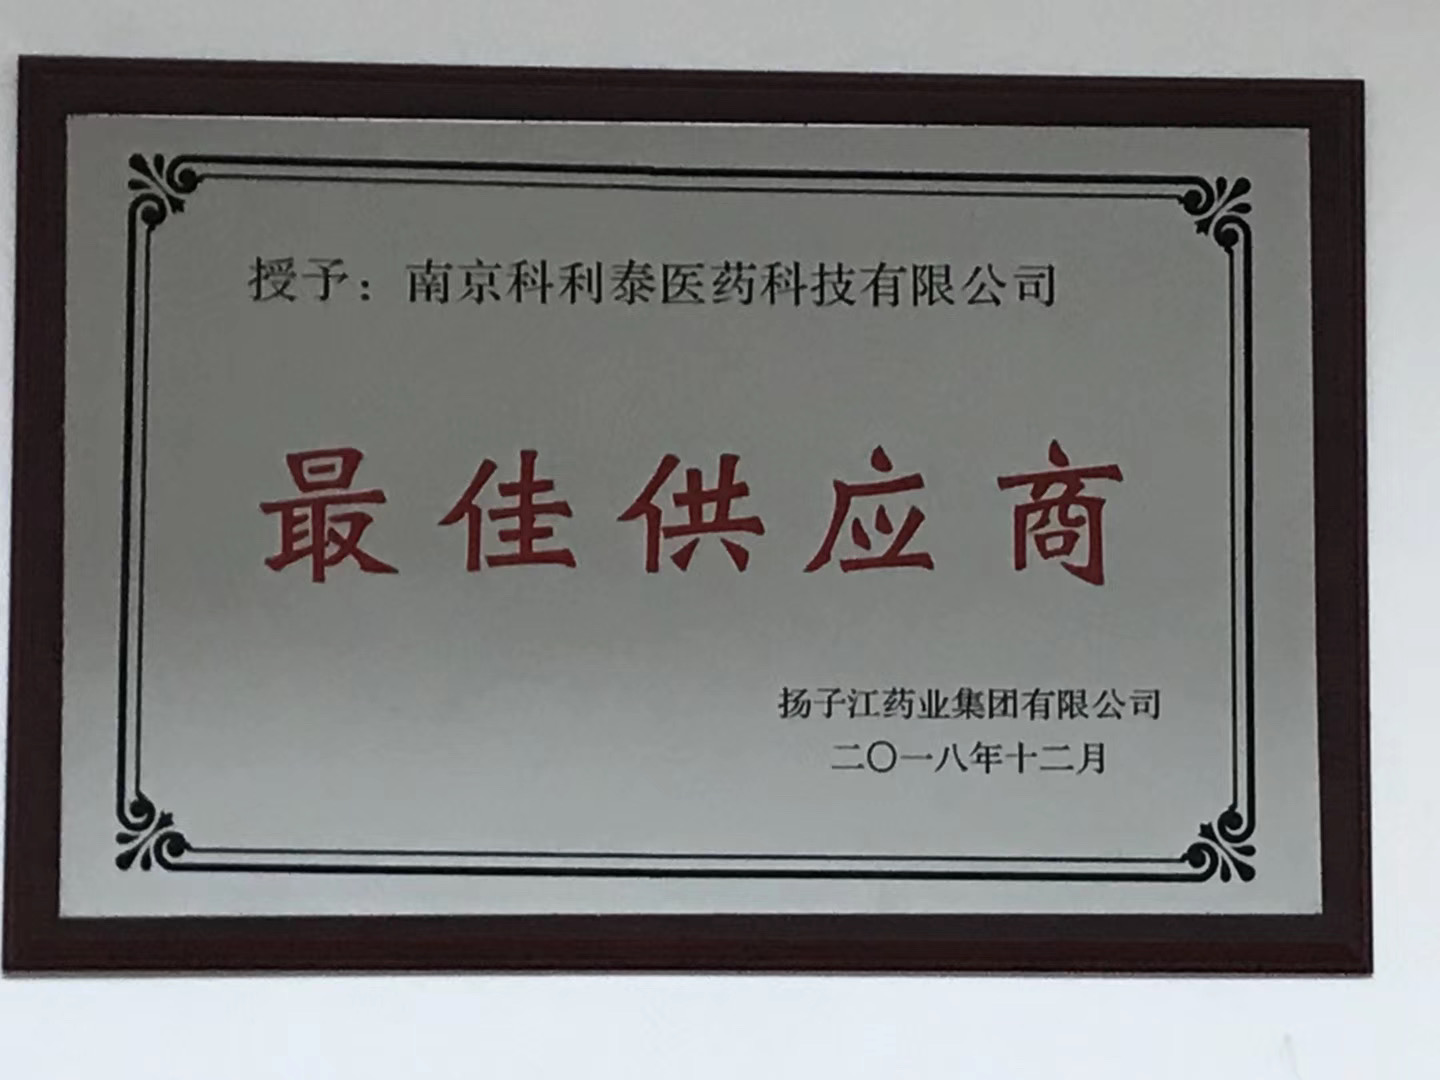 授予：南京科利泰医药科技有限公司
最佳供应商
扬子江药业集团有限公司
二〇一八年十二月